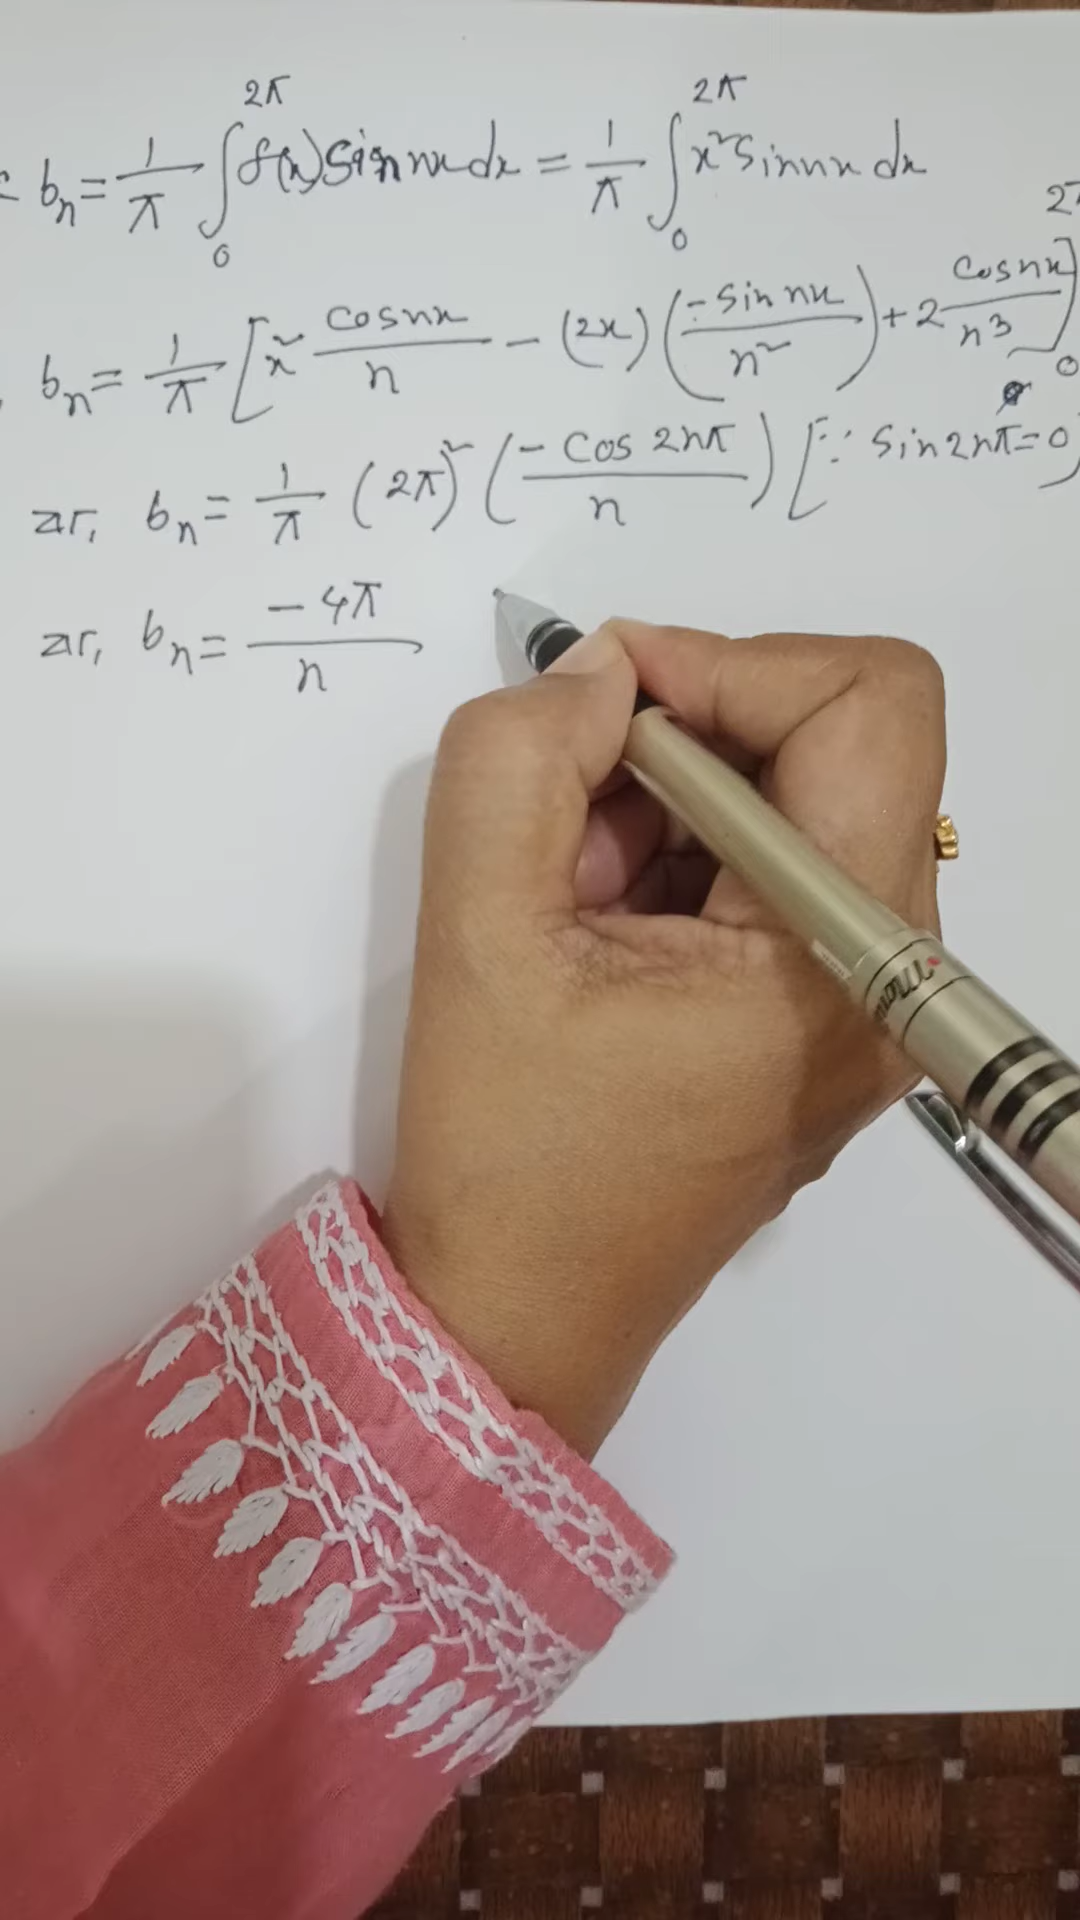 bₙ = 1/π ∫₀^2π f(x) sin nx dx = 1/π ∫₀^2π x² sin nx dx
bₙ = 1/π [x² cos nx/n − (2x) (−sin nx/n²) + 2 cos nx/n³]₀^2π
or, bₙ = 1/π (2π)² (−cos 2nπ/n) [∵ sin 2nπ = 0]
or, bₙ = −4π/n